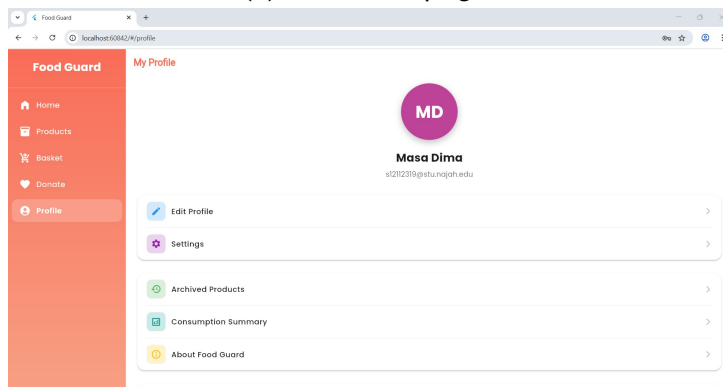 Food Guard
localhost:60842/#/profile
Food Guard
Home
Products
Basket
Donate
Profile
My Profile
MD
Masa Dima
s12112319@stu.najah.edu
Edit Profile
Settings
Archived Products
Consumption Summary
About Food Guard